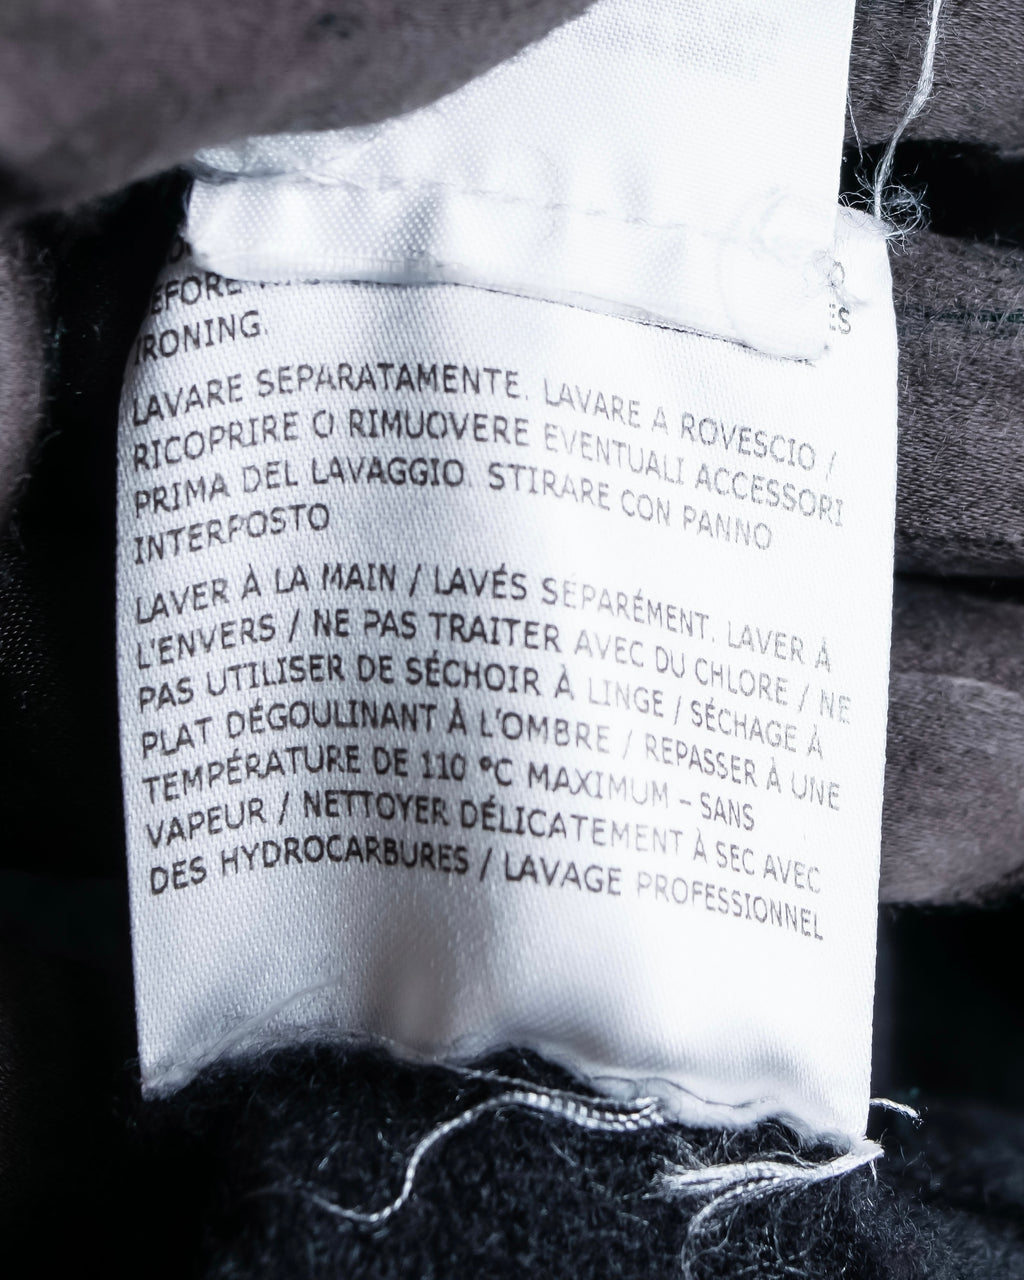 IRONING.
LAVARE SEPARATAMENTE. LAVARE A ROVESCIO /
RICOPRIRE O RIMUOVERE EVENTUALI ACCESSORI
PRIMA DEL LAVAGGIO. STIRARE CON PANNO
INTERPOSTO
LAVER À LA MAIN / LAVÉS SÉPARÉMENT. LAVER À
L'ENVERS / NE PAS TRAITER AVEC DU CHLORE / NE
PAS UTILISER DE SÉCHOIR À LINGE / SÉCHAGE À
PLAT DÉGOULINANT À L'OMBRE / REPASSER À UNE
TEMPÉRATURE DE 110 °C MAXIMUM – SANS
VAPEUR / NETTOYER DÉLICATEMENT À SEC AVEC
DES HYDROCARBURES / LAVAGE PROFESSIONNEL